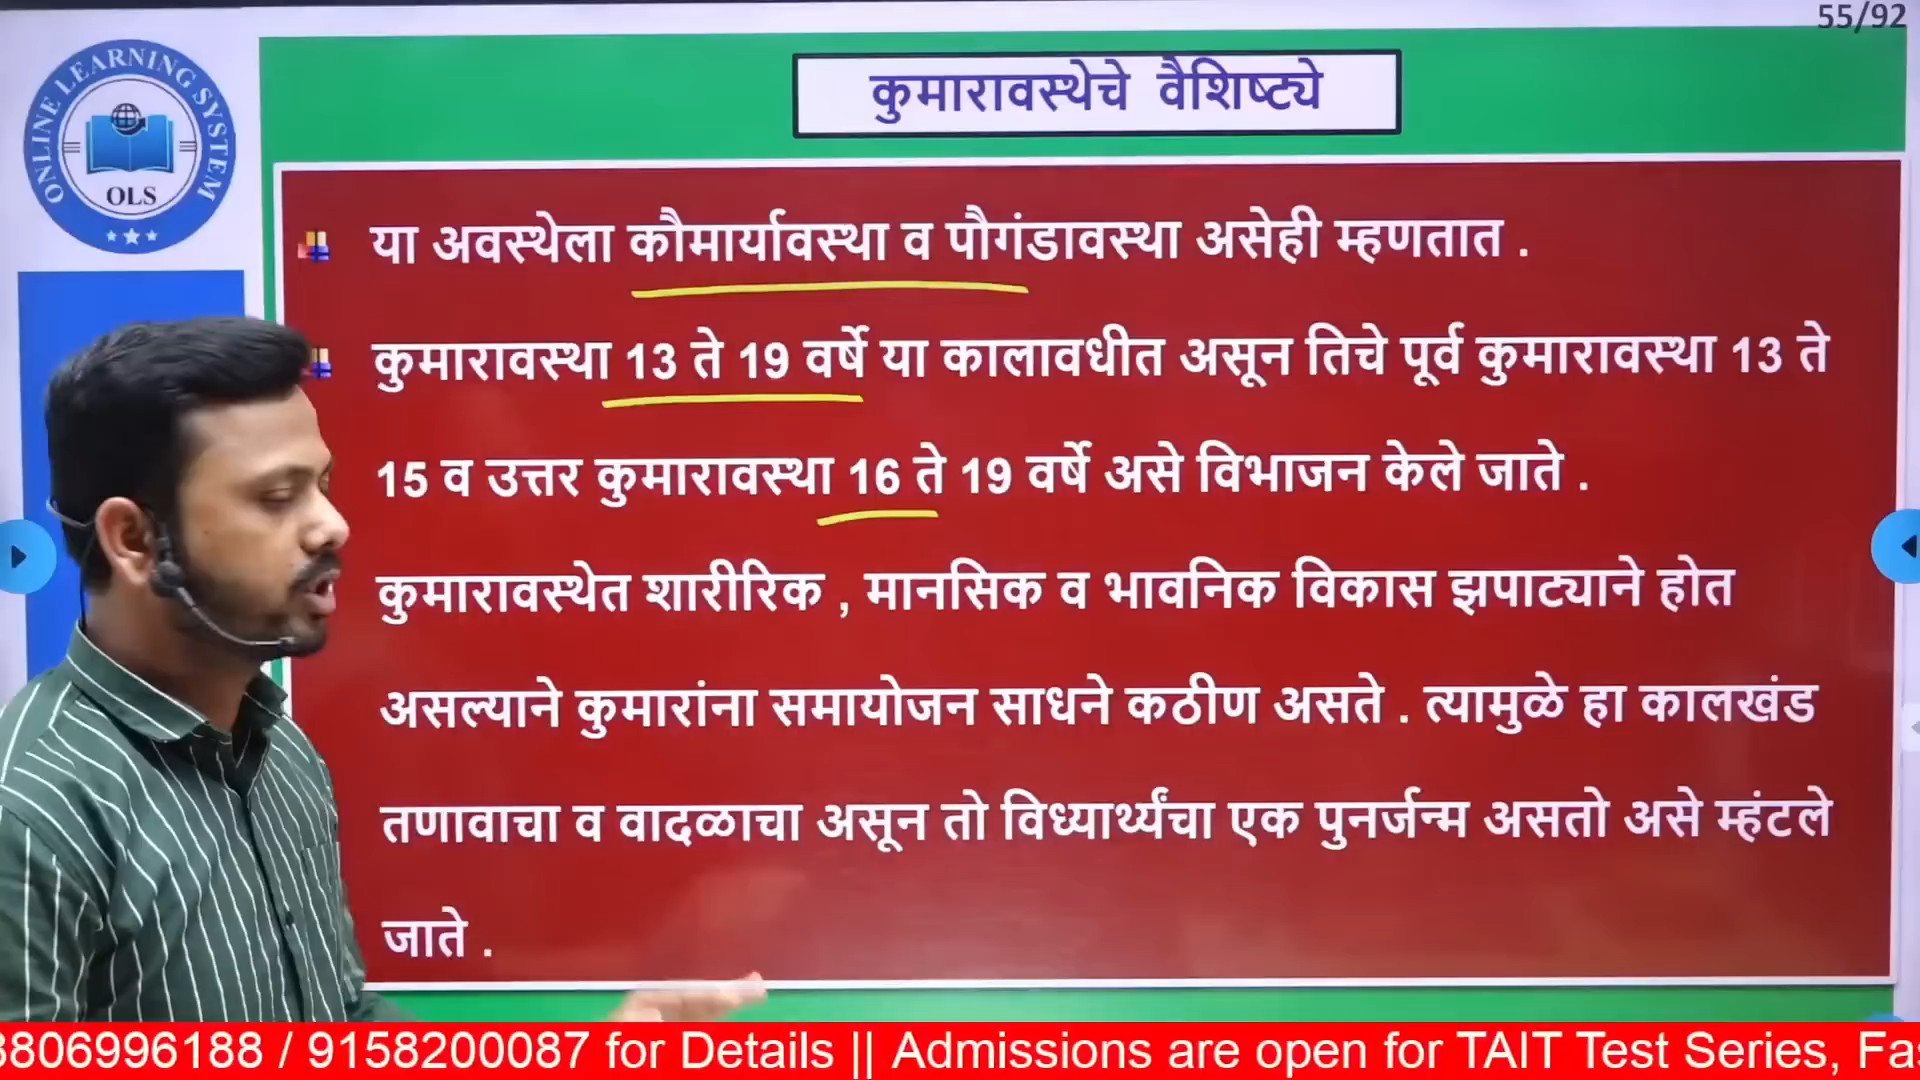 55/92
ONLINE LEARNING SYSTEM
OLS
कुमारावस्थेचे वैशिष्ट्ये
या अवस्थेला कौमार्यावस्था व पौगंडावस्था असेही म्हणतात .
कुमारावस्था 13 ते 19 वर्षे या कालावधीत असून तिचे पूर्व कुमारावस्था 13 ते
15 व उत्तर कुमारावस्था 16 ते 19 वर्षे असे विभाजन केले जाते .
कुमारावस्थेत शारीरिक , मानसिक व भावनिक विकास झपाट्याने होत
असल्याने कुमारांना समायोजन साधने कठीण असते . त्यामुळे हा कालखंड
तणावाचा व वादळाचा असून तो विध्यार्थ्यंचा एक पुनर्जन्म असतो असे म्हंटले
जाते .
8806996188 / 9158200087 for Details || Admissions are open for TAIT Test Series, Fas